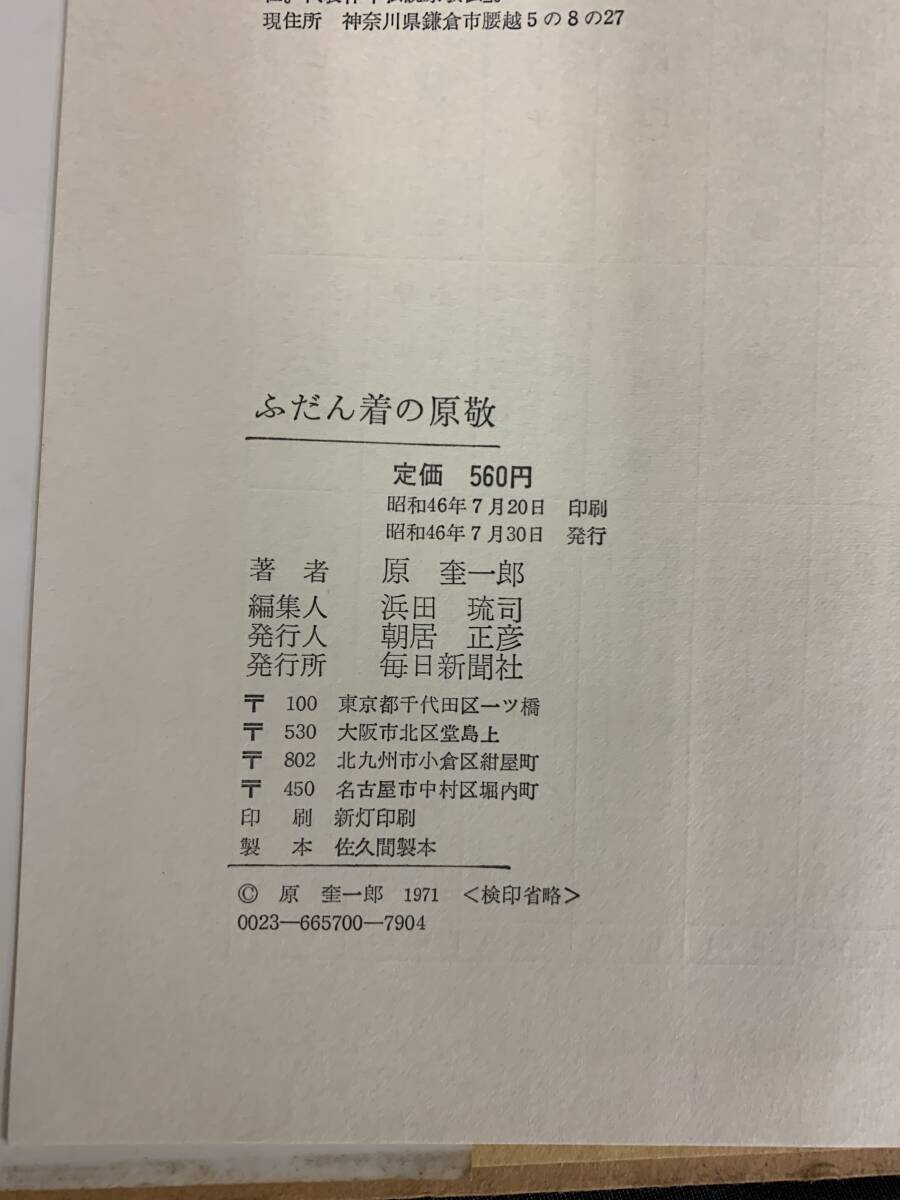 現住所　神奈川県鎌倉市腰越5の8の27
ふだん着の原敬
定価　560円
昭和46年7月20日　印刷
昭和46年7月30日　発行
著　者　原　奎一郎
編集人　浜田　琉司
発行人　朝居　正彦
発行所　毎日新聞社
〒 100　東京都千代田区一ツ橋
〒 530　大阪市北区堂島上
〒 802　北九州市小倉区紺屋町
〒 450　名古屋市中村区堀内町
印　刷　新灯印刷
製　本　佐久間製本
© 原　奎一郎　1971　＜検印省略＞
0023—665700—7904